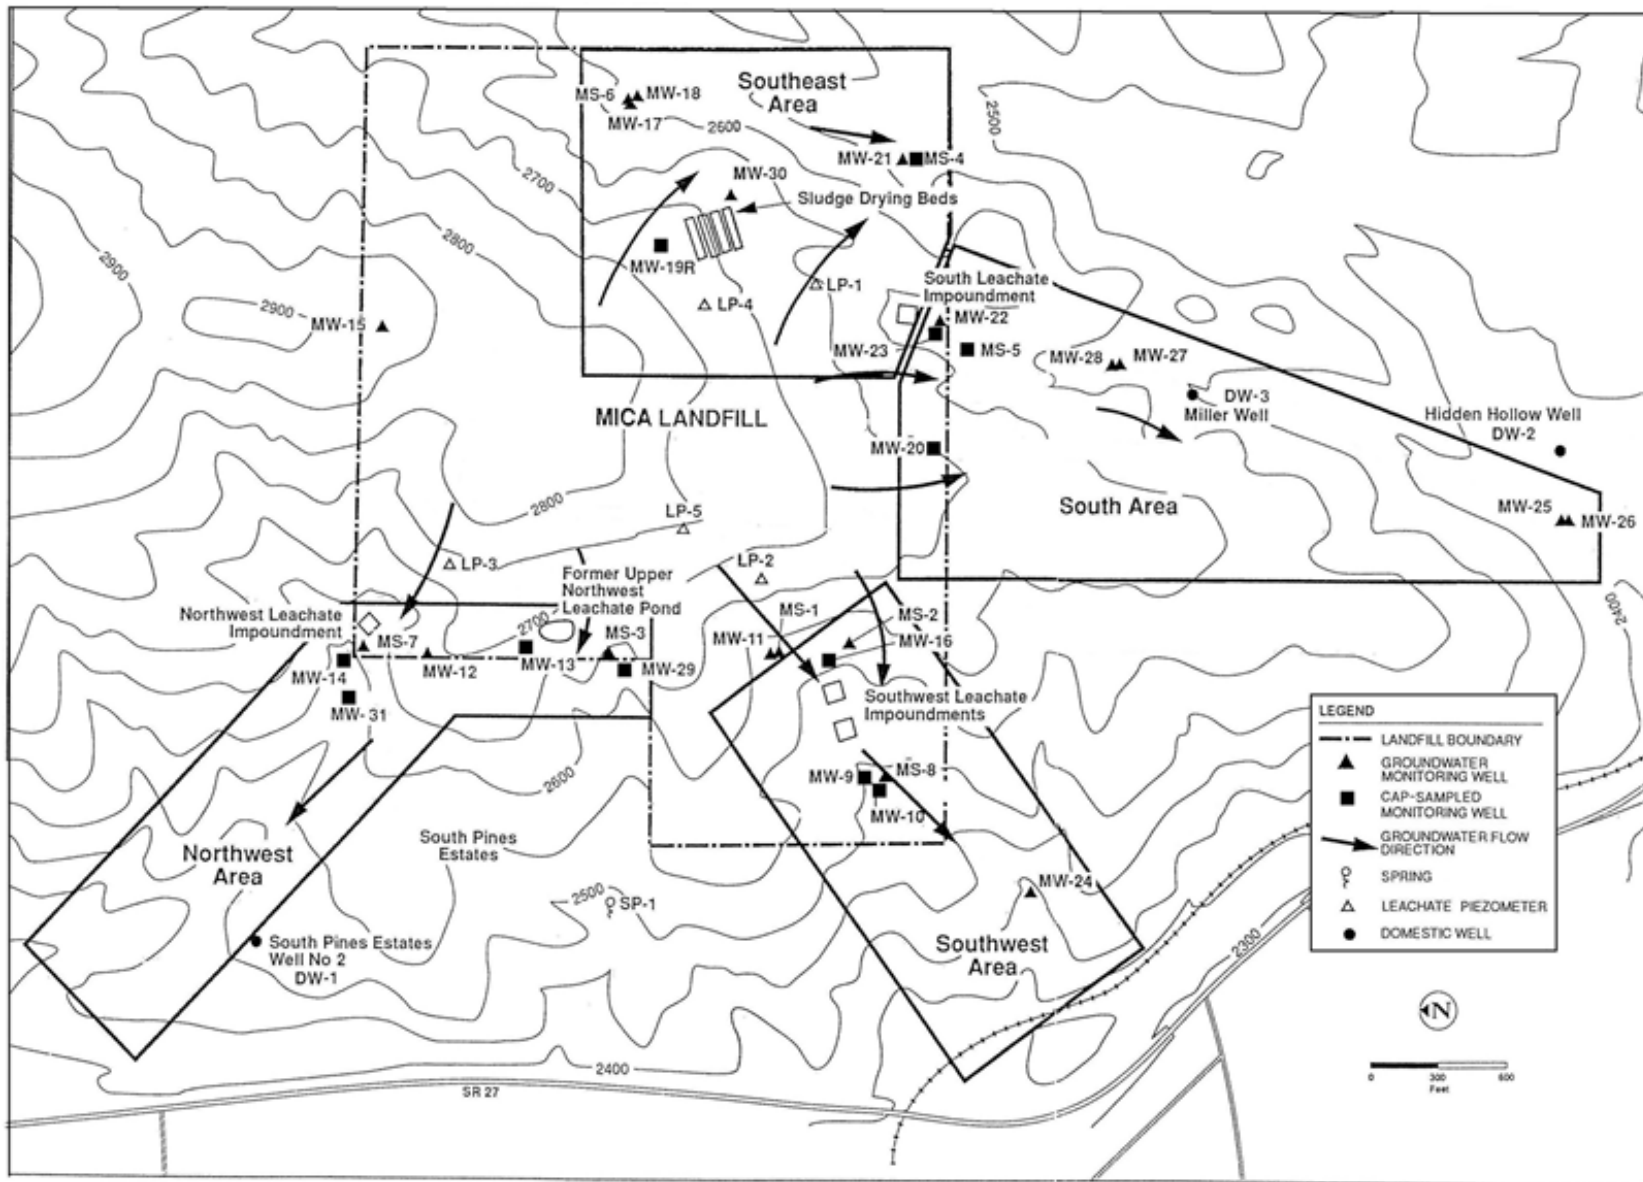 Southeast
Area
MS-6
MW-18
MW-17
2600
2500
MW-21
MS-4
2700
MW-30
Sludge Drying Beds
2800
2900
MW-19R
LP-4
LP-1
South Leachate
Impoundment
2900
MW-15
MW-22
MW-23
MS-5
MW-28
MW-27
DW-3
Miller Well
MICA LANDFILL
Hidden Hollow Well
DW-2
MW-20
South Area
MW-25
MW-26
2800
LP-5
LP-3
LP-2
Former Upper
Northwest
Leachate Pond
Northwest Leachate
Impoundment
2700
MS-1
MS-2
MS-7
MS-3
MW-11
MW-16
2400
MW-14
MW-12
MW-13
MW-29
MW-31
Southwest Leachate
Impoundments
2600
MW-9
MS-8
MW-10
South Pines
Estates
Northwest
Area
2500
SP-1
MW-24
South Pines Estates
Well No 2
DW-1
Southwest
Area
2300
2400
SR 27
LEGEND
LANDFILL BOUNDARY
GROUNDWATER
MONITORING WELL
CAP-SAMPLED
MONITORING WELL
GROUNDWATER FLOW
DIRECTION
SPRING
LEACHATE PIEZOMETER
DOMESTIC WELL
N
0 300 600
Feet